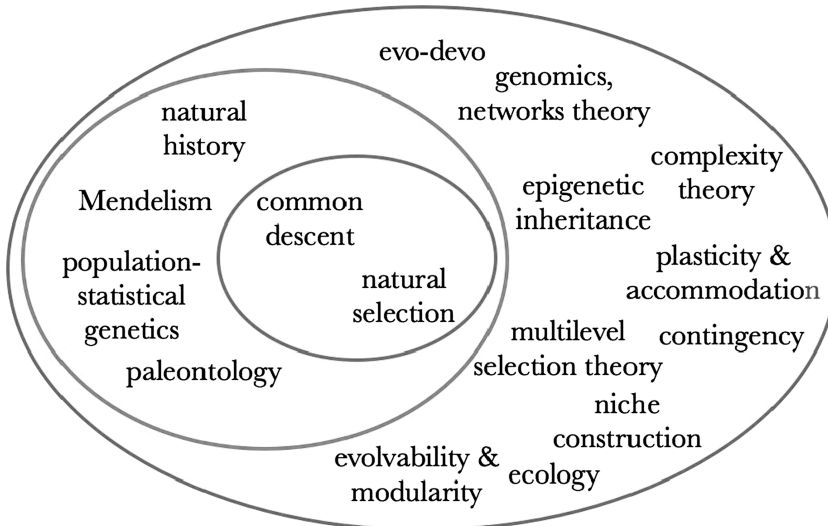 evo-devo
genomics,
networks theory
natural
history
complexity
theory
epigenetic
inheritance
Mendelism
common
descent
plasticity &
accommodation
population-
statistical
genetics
natural
selection
multilevel
selection theory
contingency
paleontology
niche
construction
evolvability &
modularity
ecology